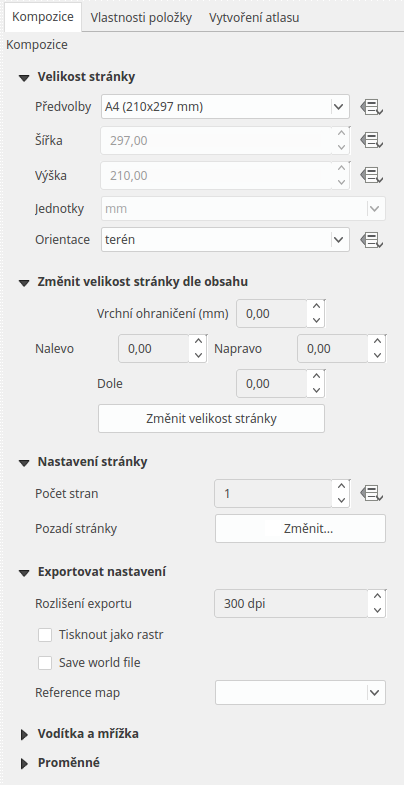 Kompozice Vlastnosti položky Vytvoření atlasu
Kompozice
Velikost stránky
Předvolby A4 (210x297 mm)
Šířka 297,00
Výška 210,00
Jednotky mm
Orientace terén
Změnit velikost stránky dle obsahu
Vrchní ohraničení (mm) 0,00
Nalevo 0,00 Napravo 0,00
Dole 0,00
Změnit velikost stránky
Nastavení stránky
Počet stran 1
Pozadí stránky Změnit...
Exportovat nastavení
Rozlišení exportu 300 dpi
Tisknout jako rastr
Save world file
Reference map
Vodítka a mřížka
Proměnné